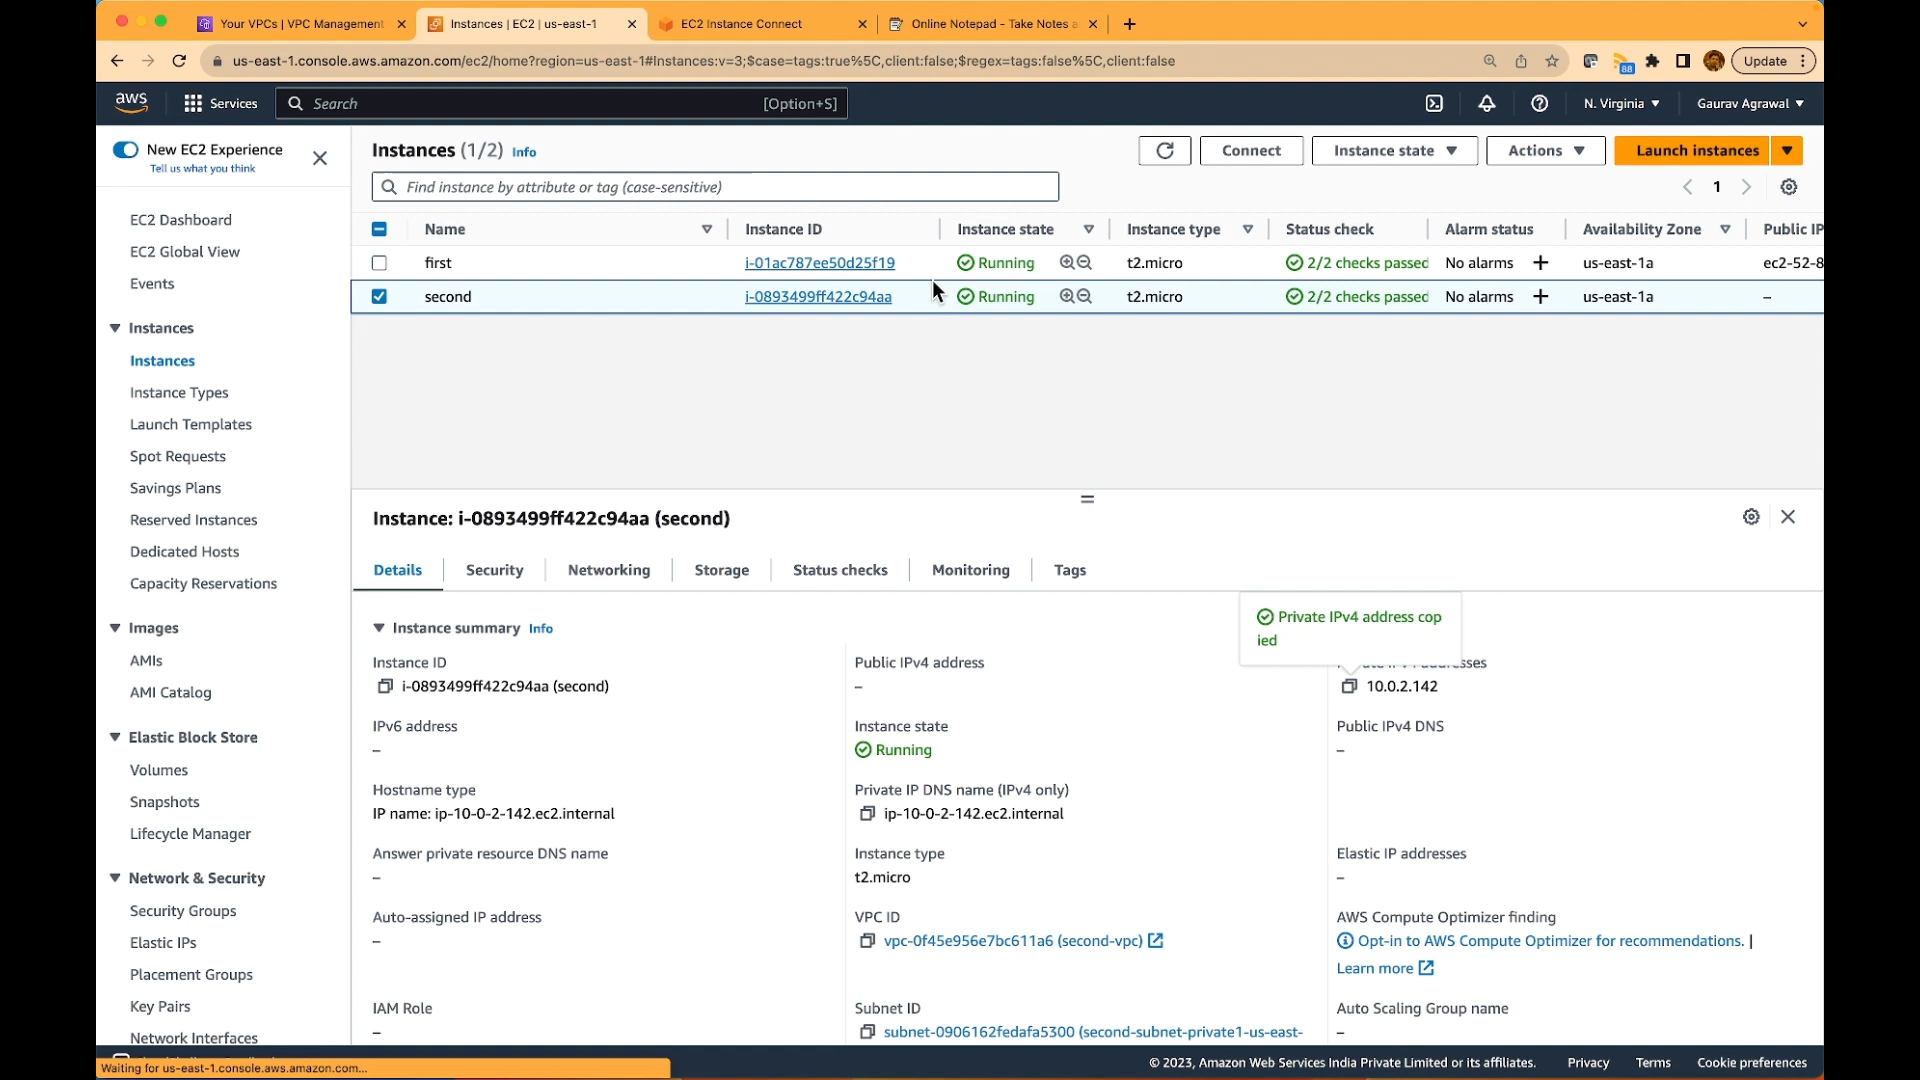 Your VPCs | VPC Management
Instances | EC2 | us-east-1
EC2 Instance Connect
Online Notepad - Take Notes a
us-east-1.console.aws.amazon.com/ec2/home?region=us-east-1#Instances:v=3;$case=tags:true%5C,client:false;$regex=tags:false%5C,client:false
88
Update
aws
Services
Search
[Option+S]
N. Virginia
Gaurav Agrawal
New EC2 Experience
Tell us what you think
EC2 Dashboard
EC2 Global View
Events
Instances
Instances
Instance Types
Launch Templates
Spot Requests
Savings Plans
Reserved Instances
Dedicated Hosts
Capacity Reservations
Images
AMIs
AMI Catalog
Elastic Block Store
Volumes
Snapshots
Lifecycle Manager
Network & Security
Security Groups
Elastic IPs
Placement Groups
Key Pairs
Network Interfaces
Instances (1/2) Info
Connect
Instance state
Actions
Launch instances
Find instance by attribute or tag (case-sensitive)
1
Name Instance ID Instance state Instance type Status check Alarm status Availability Zone Public IP
first i-01ac787ee50d25f19 Running t2.micro 2/2 checks passed No alarms + us-east-1a ec2-52-8
second i-0893499ff422c94aa Running t2.micro 2/2 checks passed No alarms + us-east-1a –
Instance: i-0893499ff422c94aa (second)
Details Security Networking Storage Status checks Monitoring Tags
Instance summary Info
Private IPv4 address cop
ied
Instance ID
i-0893499ff422c94aa (second)
Public IPv4 address
–
10.0.2.142
IPv6 address
–
Instance state
Running
Public IPv4 DNS
–
Hostname type
IP name: ip-10-0-2-142.ec2.internal
Private IP DNS name (IPv4 only)
ip-10-0-2-142.ec2.internal
Answer private resource DNS name
–
Instance type
t2.micro
Elastic IP addresses
–
Auto-assigned IP address
–
VPC ID
vpc-0f45e956e7bc611a6 (second-vpc)
AWS Compute Optimizer finding
Opt-in to AWS Compute Optimizer for recommendations. |
Learn more
IAM Role
–
Subnet ID
subnet-0906162fedafa5300 (second-subnet-private1-us-east-
Auto Scaling Group name
–
Waiting for us-east-1.console.aws.amazon.com...
© 2023, Amazon Web Services India Private Limited or its affiliates.
Privacy
Terms
Cookie preferences